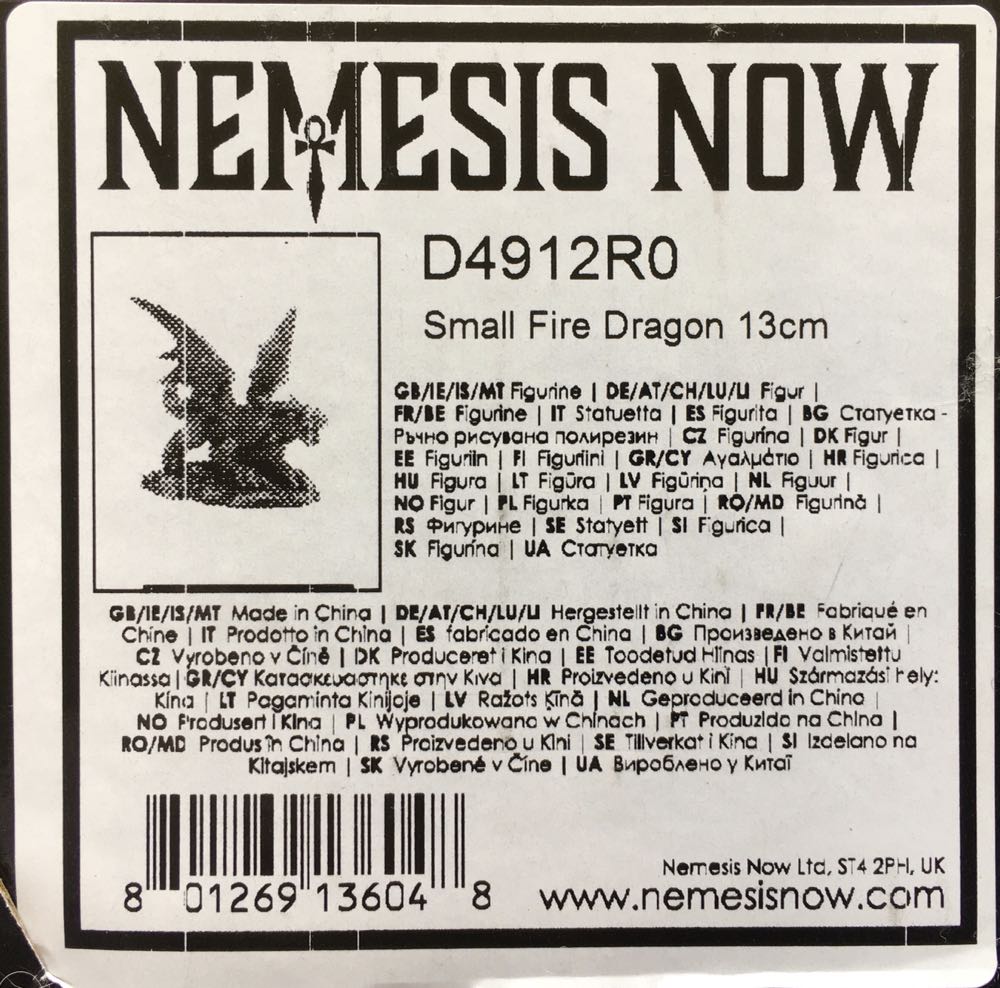 NEMESIS NOW
D4912R0
Small Fire Dragon 13cm
GB/IE/IS/MT Figurine | DE/AT/CH/LU/LI Figur |
FR/BE Figurine | IT Statuetta | ES Figurita | BG Статуетка -
Ръчно рисувана полирезин | CZ Figurína | DK Figur |
EE Figuriin | FI Figuriini | GR/CY Αγαλμάτιο | HR Figurica |
HU Figura | LT Figūra | LV Figūriņa | NL Figuur |
NO Figur | PL Figurka | PT Figura | RO/MD Figurină |
RS Фигурине | SE Statyett | SI Figurica |
SK Figurína | UA Статуетка
GB/IE/IS/MT Made in China | DE/AT/CH/LU/LI Hergestellt in China | FR/BE Fabriqué en
Chine | IT Prodotto in China | ES fabricado en China | BG Произведено в Китай |
CZ Vyrobeno v Číně | DK Produceret i Kina | EE Toodetud Hiinas | FI Valmistettu
Kiinassa | GR/CY Κατασκευαστηκε στην Κινα | HR Proizvedeno u Kini | HU Származási hely:
Kína | LT Pagaminta Kinijoje | LV Ražots Ķīnā | NL Geproduceerd in China |
NO Produsert i Kina | PL Wyprodukowano w Chinach | PT Produzido na China |
RO/MD Produs în China | RS Proizvedeno u Kini | SE Tillverkat i Kina | SI Izdelano na
Kitajskem | SK Vyrobené v Číne | UA Вироблено у Китаї
8 01269 13604 8
Nemesis Now Ltd, ST4 2PH, UK
www.nemesisnow.com